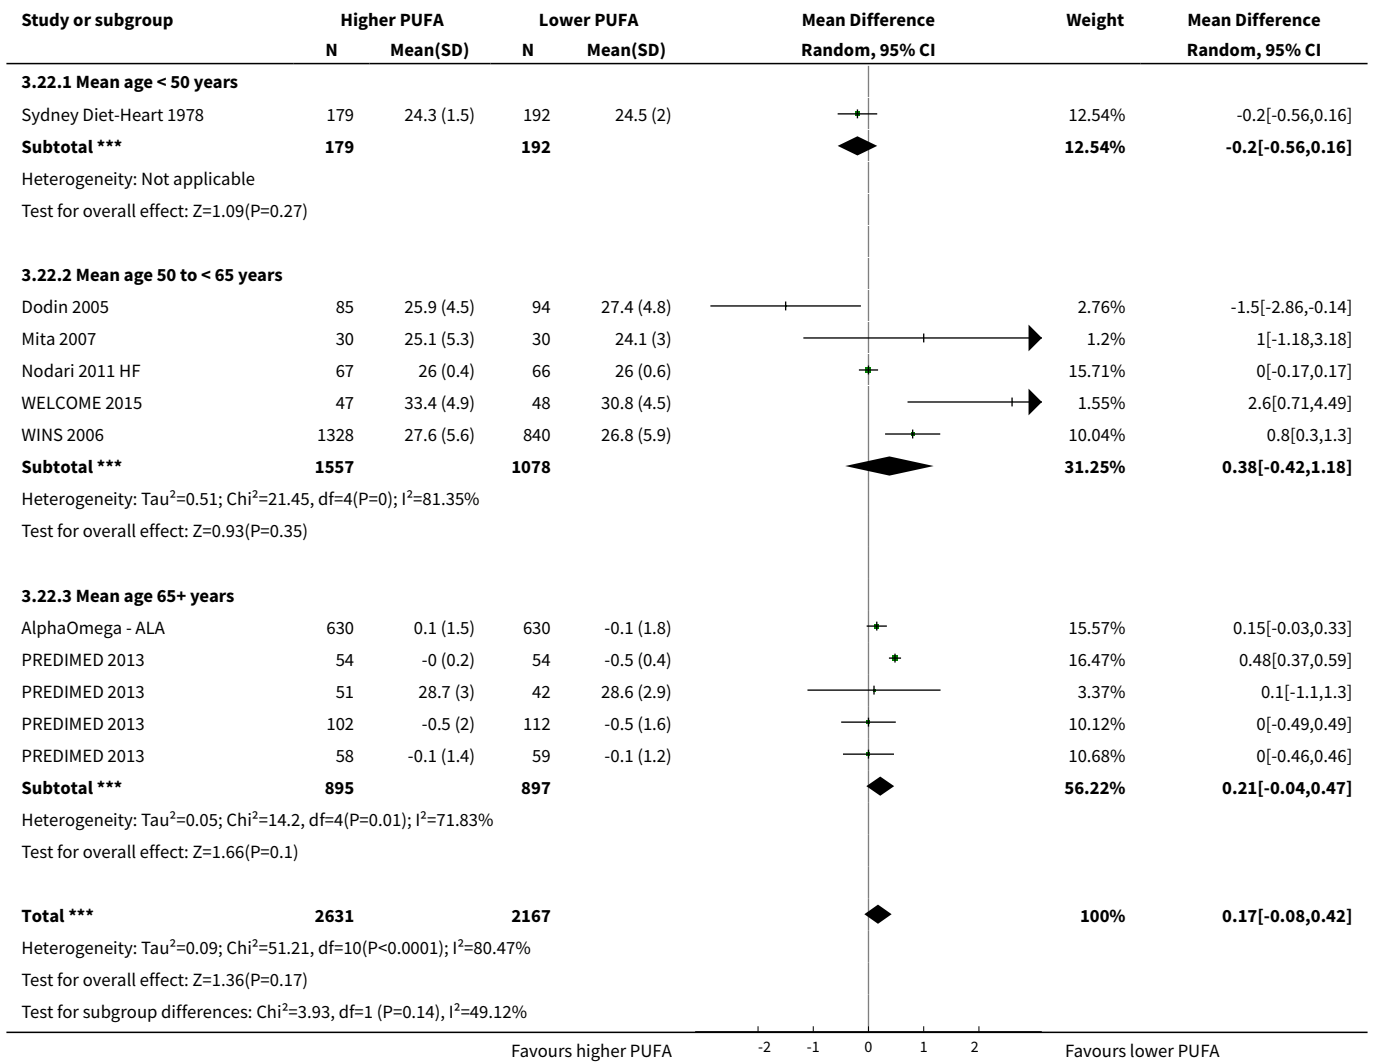 Study or subgroup Higher PUFA Lower PUFA Mean Difference Weight Mean Difference
N Mean(SD) N Mean(SD) Random, 95% CI Random, 95% CI
3.22.1 Mean age < 50 years
Sydney Diet-Heart 1978 179 24.3 (1.5) 192 24.5 (2) 12.54% -0.2[-0.56,0.16]
Subtotal *** 179 192 12.54% -0.2[-0.56,0.16]
Heterogeneity: Not applicable
Test for overall effect: Z=1.09(P=0.27)
3.22.2 Mean age 50 to < 65 years
Dodin 2005 85 25.9 (4.5) 94 27.4 (4.8) 2.76% -1.5[-2.86,-0.14]
Mita 2007 30 25.1 (5.3) 30 24.1 (3) 1.2% 1[-1.18,3.18]
Nodari 2011 HF 67 26 (0.4) 66 26 (0.6) 15.71% 0[-0.17,0.17]
WELCOME 2015 47 33.4 (4.9) 48 30.8 (4.5) 1.55% 2.6[0.71,4.49]
WINS 2006 1328 27.6 (5.6) 840 26.8 (5.9) 10.04% 0.8[0.3,1.3]
Subtotal *** 1557 1078 31.25% 0.38[-0.42,1.18]
Heterogeneity: Tau²=0.51; Chi²=21.45, df=4(P=0); I²=81.35%
Test for overall effect: Z=0.93(P=0.35)
3.22.3 Mean age 65+ years
AlphaOmega - ALA 630 0.1 (1.5) 630 -0.1 (1.8) 15.57% 0.15[-0.03,0.33]
PREDIMED 2013 54 -0 (0.2) 54 -0.5 (0.4) 16.47% 0.48[0.37,0.59]
PREDIMED 2013 51 28.7 (3) 42 28.6 (2.9) 3.37% 0.1[-1.1,1.3]
PREDIMED 2013 102 -0.5 (2) 112 -0.5 (1.6) 10.12% 0[-0.49,0.49]
PREDIMED 2013 58 -0.1 (1.4) 59 -0.1 (1.2) 10.68% 0[-0.46,0.46]
Subtotal *** 895 897 56.22% 0.21[-0.04,0.47]
Heterogeneity: Tau²=0.05; Chi²=14.2, df=4(P=0.01); I²=71.83%
Test for overall effect: Z=1.66(P=0.1)
Total *** 2631 2167 100% 0.17[-0.08,0.42]
Heterogeneity: Tau²=0.09; Chi²=51.21, df=10(P<0.0001); I²=80.47%
Test for overall effect: Z=1.36(P=0.17)
Test for subgroup differences: Chi²=3.93, df=1 (P=0.14), I²=49.12%
Favours higher PUFA -2 -1 0 1 2 Favours lower PUFA